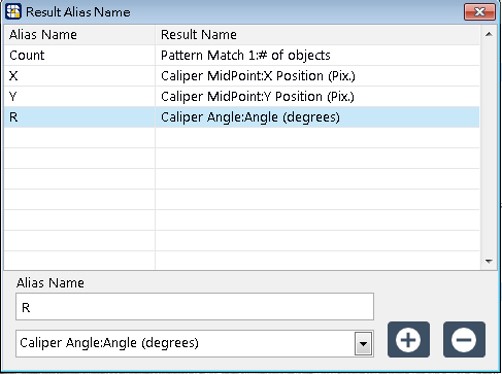 Result Alias Name
Alias Name Result Name
Count Pattern Match 1:# of objects
X Caliper MidPoint:X Position (Pix.)
Y Caliper MidPoint:Y Position (Pix.)
R Caliper Angle:Angle (degrees)
Alias Name
R
Caliper Angle:Angle (degrees)